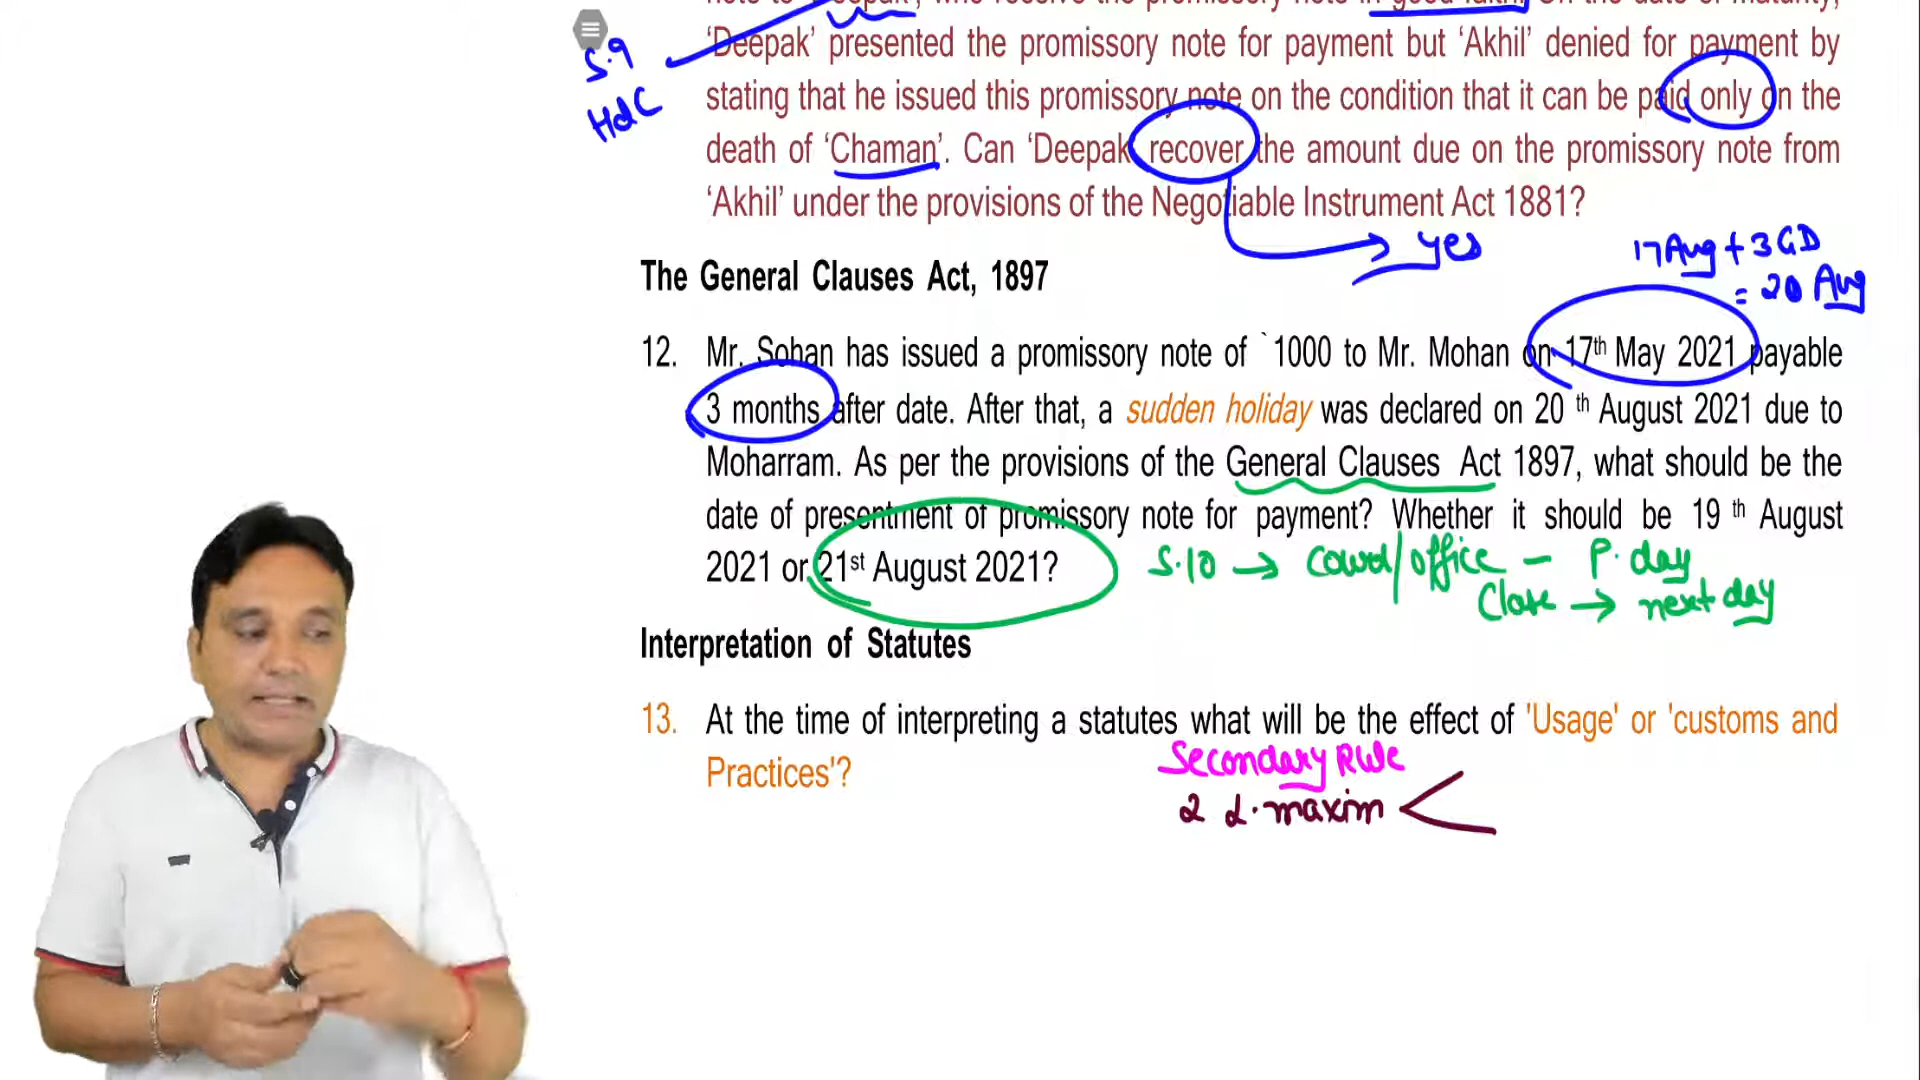 'Deepak' presented the promissory note for payment but 'Akhil' denied for payment by
stating that he issued this promissory note on the condition that it can be paid only on the
death of 'Chaman'. Can 'Deepak recover the amount due on the promissory note from
'Akhil' under the provisions of the Negotiable Instrument Act 1881?
S.9
HdC
yes
17 Aug + 3 GD
= 20 Aug
The General Clauses Act, 1897
12. Mr. Sohan has issued a promissory note of `1000 to Mr. Mohan on 17th May 2021 payable
3 months after date. After that, a sudden holiday was declared on 20 th August 2021 due to
Moharram. As per the provisions of the General Clauses Act 1897, what should be the
date of presentment of promissory note for payment? Whether it should be 19 th August
2021 or 21st August 2021?
S.10 → Court/office – P. day
Close → next day
Interpretation of Statutes
13. At the time of interpreting a statutes what will be the effect of 'Usage' or 'customs and
Practices'?
Secondary Rule
2 L. maxim